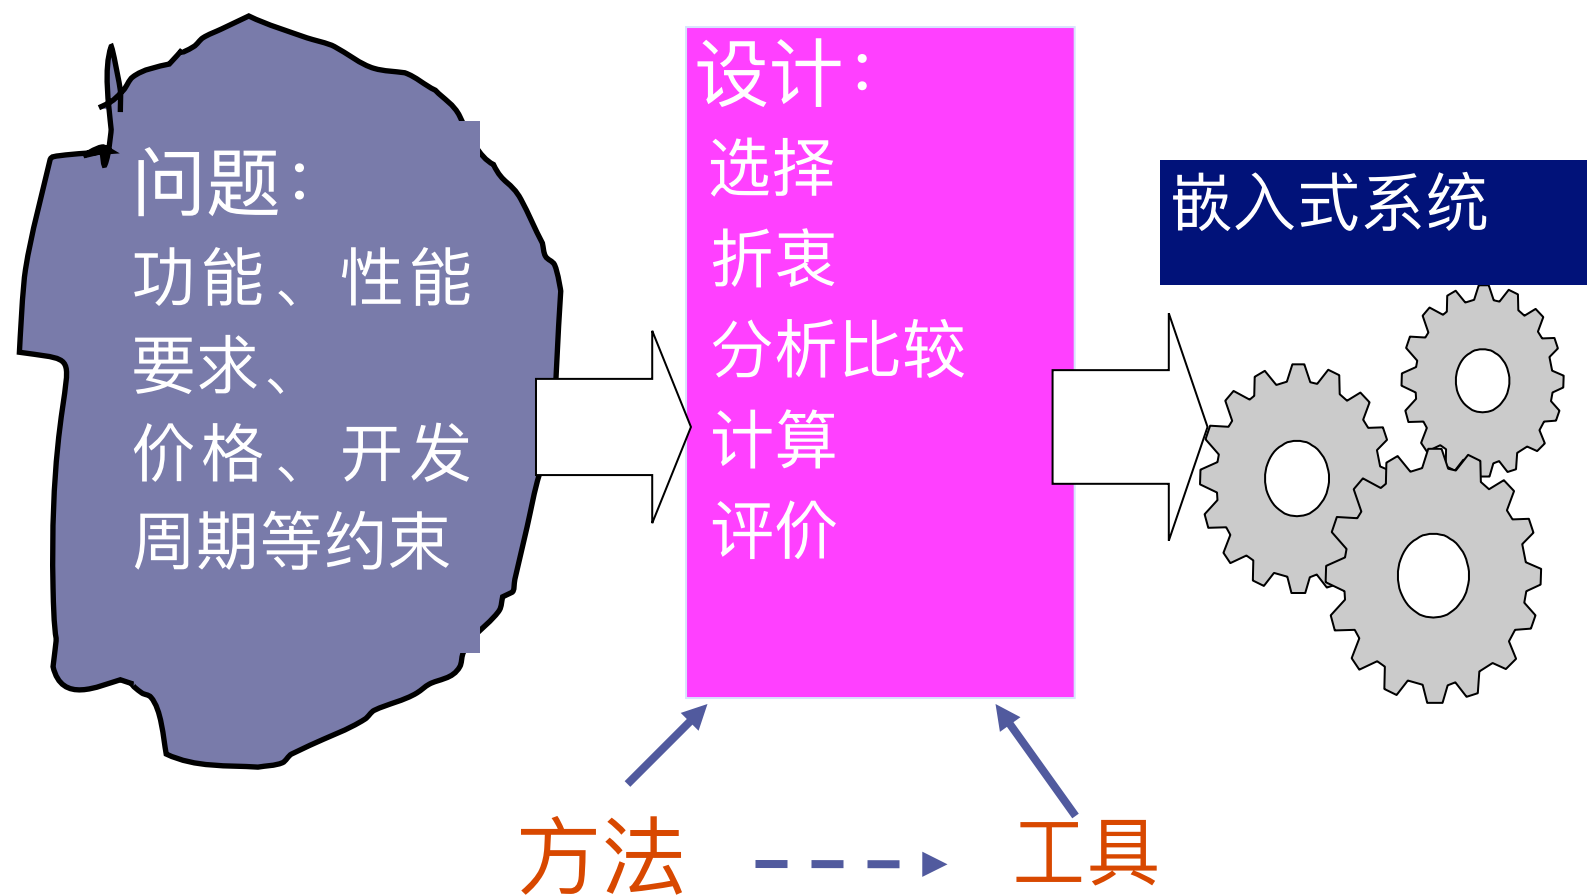 问题：
功能、性能
要求、
价格、开发
周期等约束
设计：
选择
折衷
分析比较
计算
评价
嵌入式系统
方法
工具